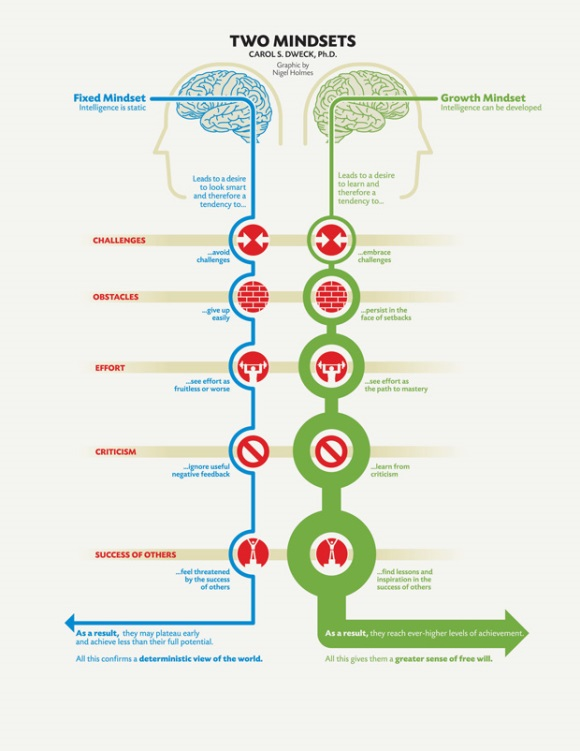 TWO MINDSETS
CAROL S. DWECK, Ph.D.
Graphic by
Nigel Holmes
Fixed Mindset
Intelligence is static
Growth Mindset
Intelligence can be developed
Leads to a desire
to look smart
and therefore a
tendency to...
Leads to a desire
to learn and
therefore a
tendency to...
CHALLENGES
...avoid
challenges
...embrace
challenges
OBSTACLES
...give up
easily
...persist in the
face of setbacks
EFFORT
...see effort as
fruitless or worse
...see effort as
the path to mastery
CRITICISM
...ignore useful
negative feedback
...learn from
criticism
SUCCESS OF OTHERS
...feel threatened
by the success
of others
...find lessons and
inspiration in the
success of others
As a result, they may plateau early
and achieve less than their full potential.
All this confirms a deterministic view of the world.
As a result, they reach ever-higher levels of achievement.
All this gives them a greater sense of free will.